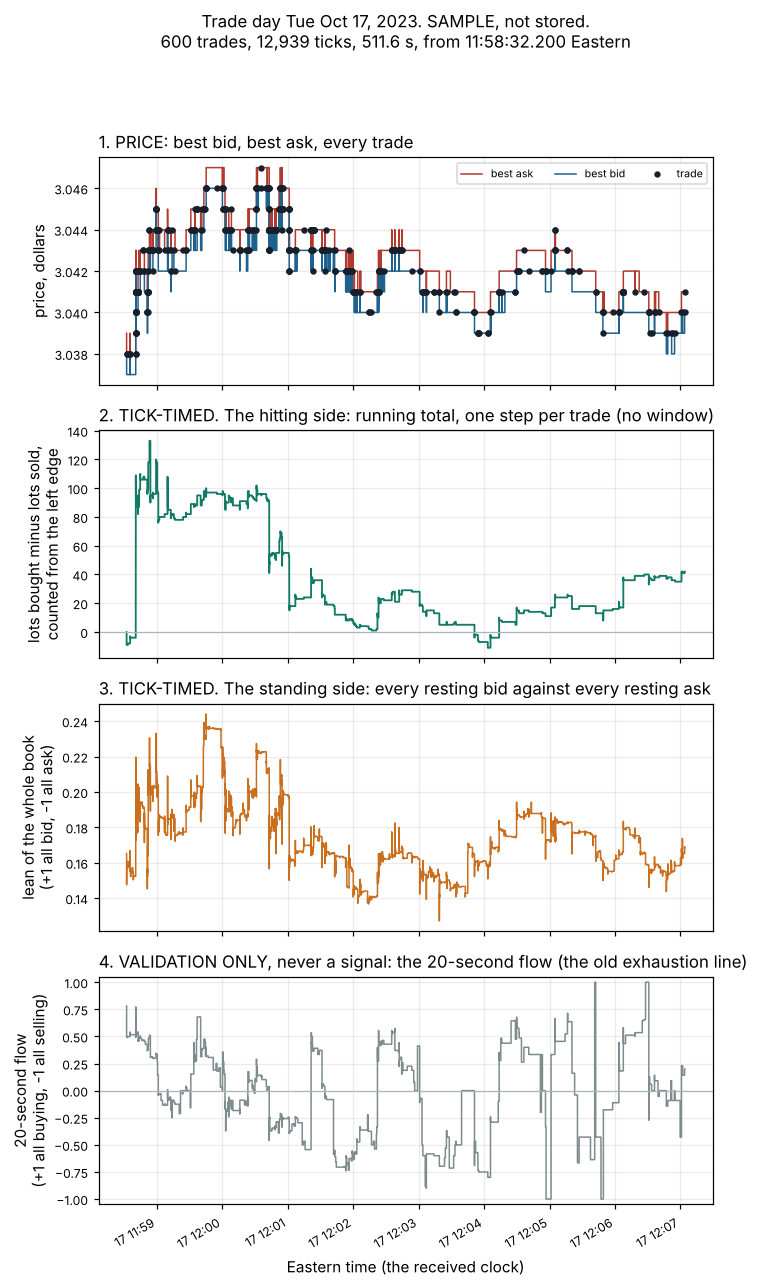 Trade day Tue Oct 17, 2023. SAMPLE, not stored.
600 trades, 12,939 ticks, 511.6 s, from 11:58:32.200 Eastern
1. PRICE: best bid, best ask, every trade
best ask
best bid
trade
3.046
3.044
3.042
3.040
3.038
price, dollars
2. TICK-TIMED. The hitting side: running total, one step per trade (no window)
140
120
100
80
60
40
20
0
lots bought minus lots sold,
counted from the left edge
3. TICK-TIMED. The standing side: every resting bid against every resting ask
0.24
0.22
0.20
0.18
0.16
0.14
lean of the whole book
(+1 all bid, -1 all ask)
4. VALIDATION ONLY, never a signal: the 20-second flow (the old exhaustion line)
1.00
0.75
0.50
0.25
0.00
−0.25
−0.50
−0.75
−1.00
20-second flow
(+1 all buying, -1 all selling)
17 11:59
17 12:00
17 12:01
17 12:02
17 12:03
17 12:04
17 12:05
17 12:06
17 12:07
Eastern time (the received clock)